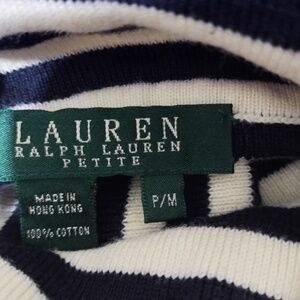 LAUREN
RALPH LAUREN
PETITE
MADE IN
HONG KONG
100% COTTON
P/M